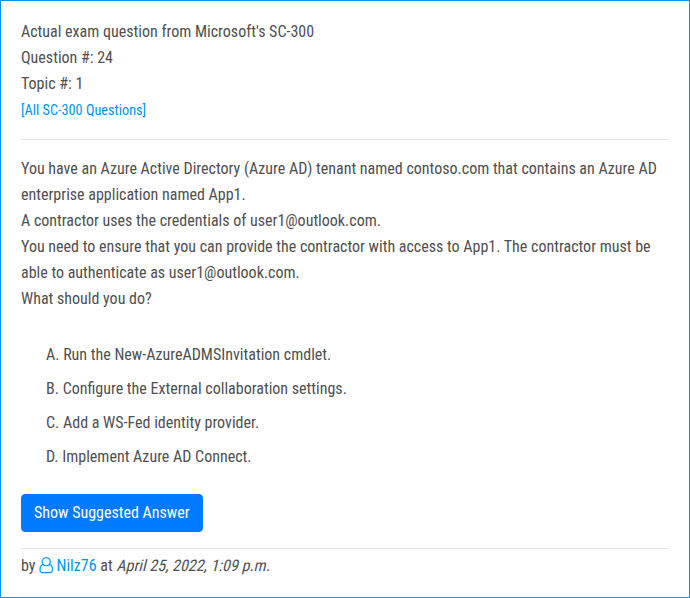 Actual exam question from Microsoft's SC-300
Question #: 24
Topic #: 1
[All SC-300 Questions]
You have an Azure Active Directory (Azure AD) tenant named contoso.com that contains an Azure AD
enterprise application named App1.
A contractor uses the credentials of user1@outlook.com.
You need to ensure that you can provide the contractor with access to App1. The contractor must be
able to authenticate as user1@outlook.com.
What should you do?
A. Run the New-AzureADMSInvitation cmdlet.
B. Configure the External collaboration settings.
C. Add a WS-Fed identity provider.
D. Implement Azure AD Connect.
Show Suggested Answer
by Nilz76 at April 25, 2022, 1:09 p.m.